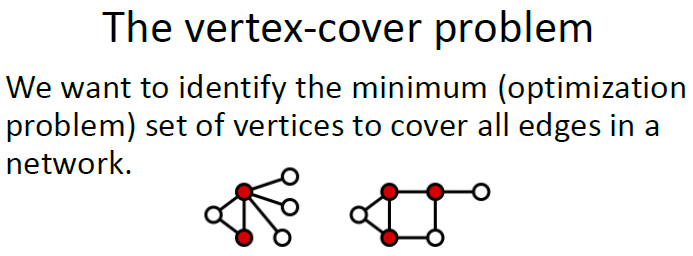 The vertex-cover problem
We want to identify the minimum (optimization
problem) set of vertices to cover all edges in a
network.